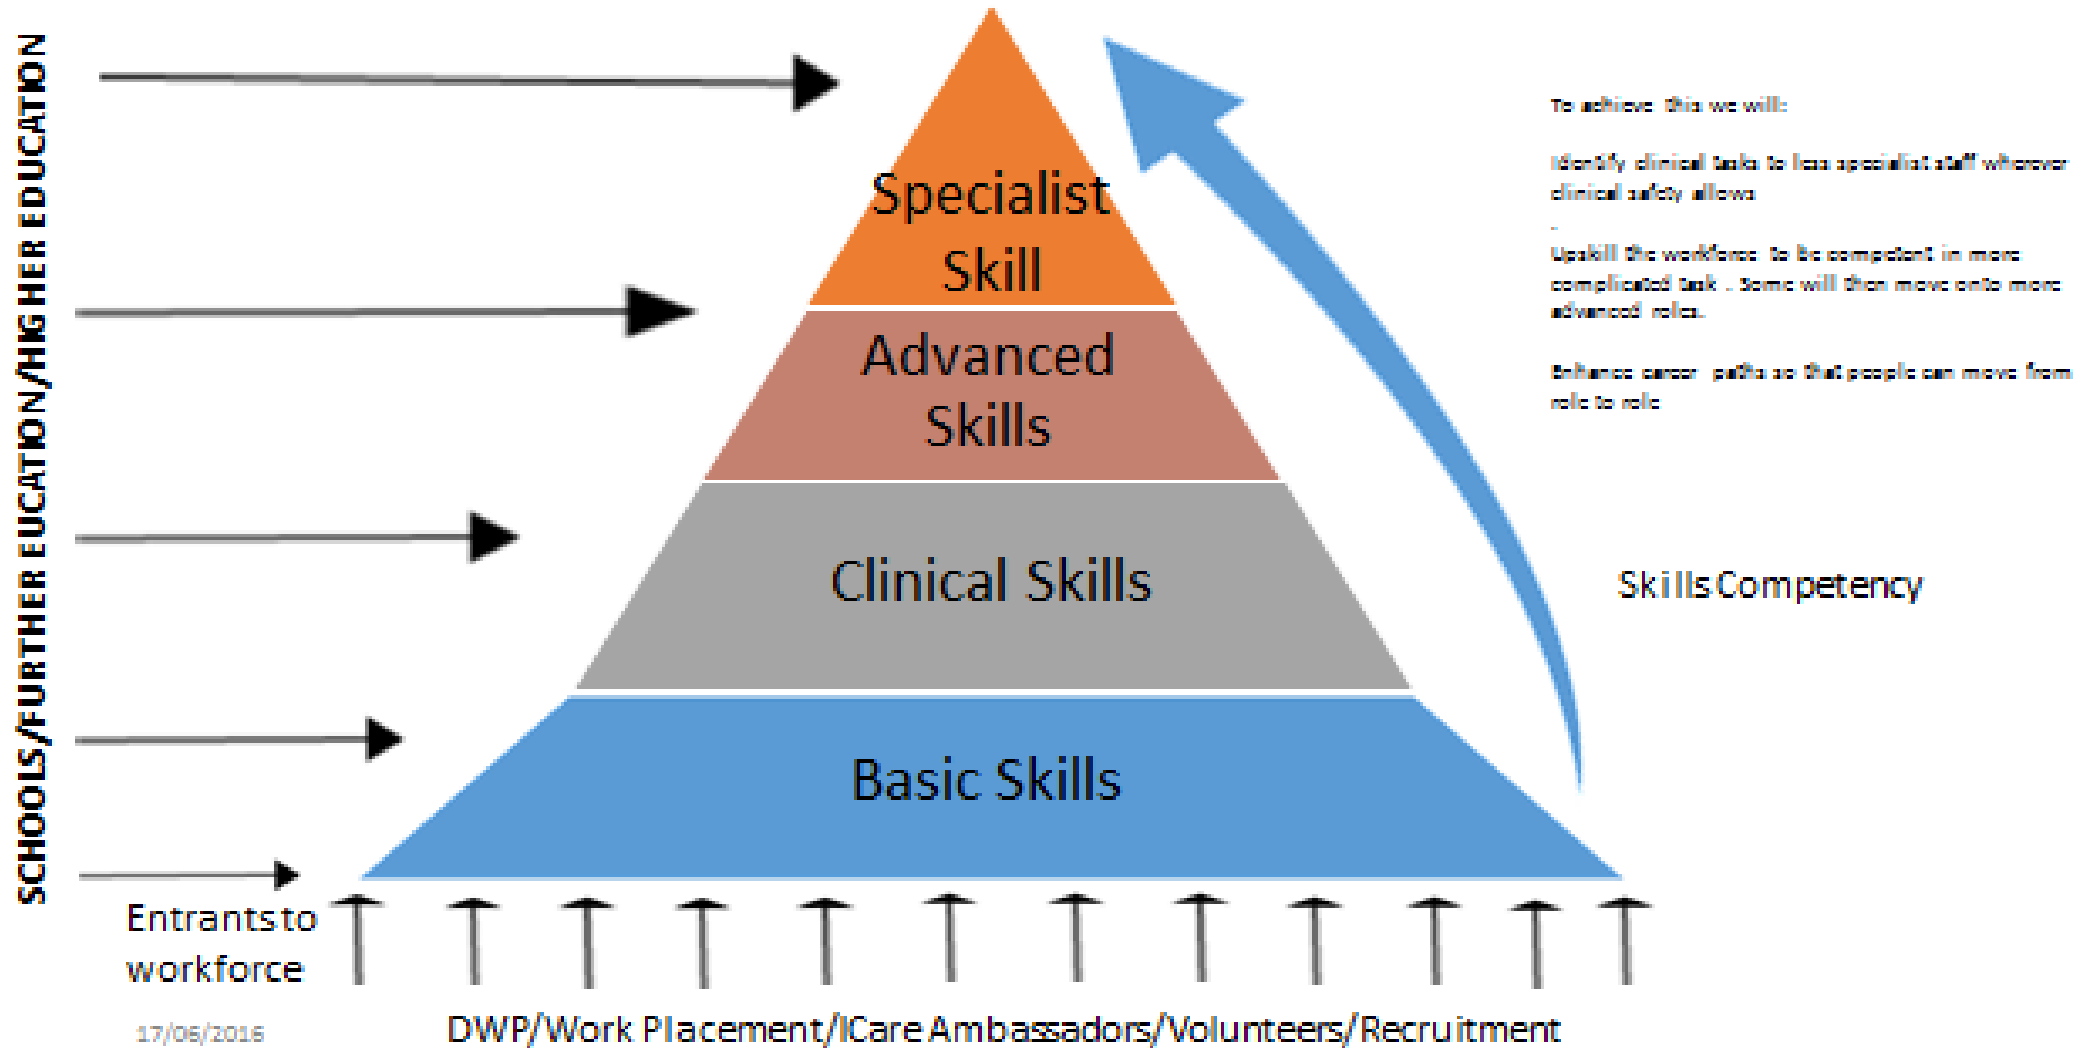 SCHOOLS/FURTHER EUCATION/HIGHER EDUCATION
Specialist
Skill
Advanced
Skills
Clinical Skills
Basic Skills
To achieve this we will:
Identify clinical tasks to less specialist staff wherever
clinical safety allows
.
Upskill the workforce to be competent in more
complicated task . Some will then move onto more
advanced roles.
Enhance career paths so that people can move from
role to role
Skills Competency
Entrants to
workforce
17/06/2016
DWP/Work Placement/ICare Ambassadors/Volunteers/Recruitment